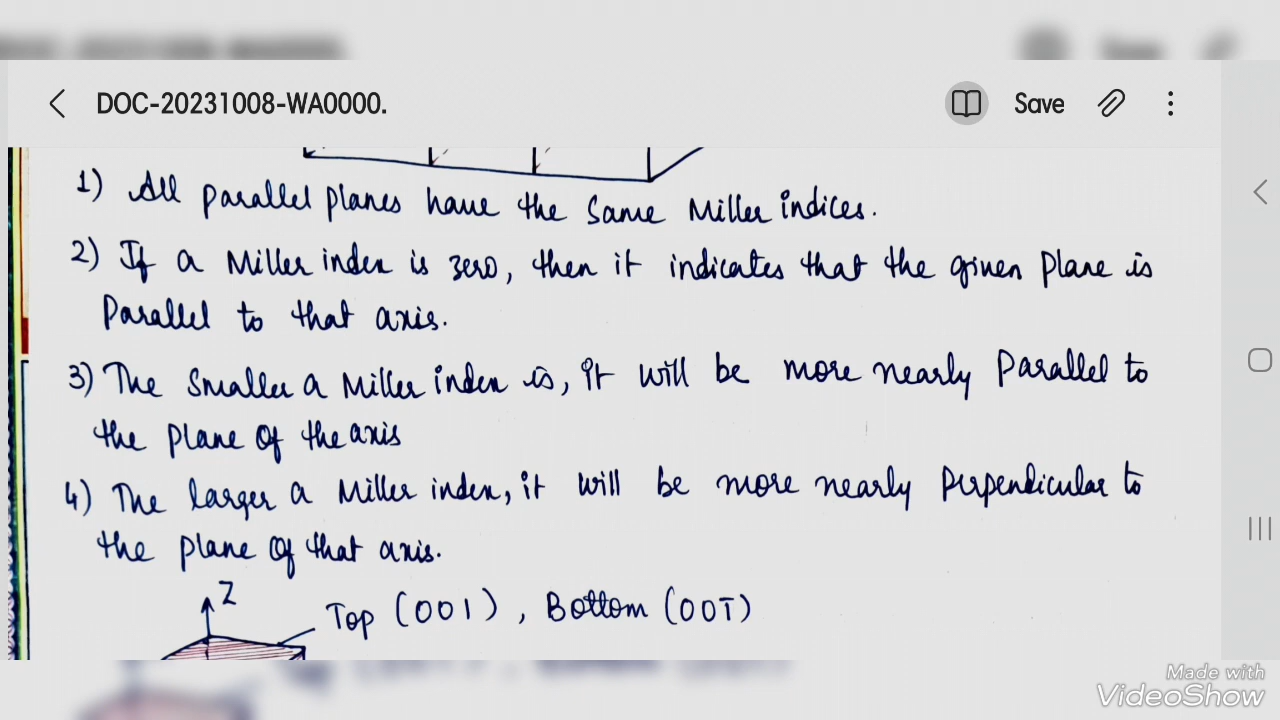 DOC-20231008-WA0000.
Save
1) All parallel planes have the same Miller indices.
2) If a Miller index is zero, then it indicates that the given plane is
Parallel to that axis.
3) The smaller a Miller index is, it will be more nearly Parallel to
the plane of the axis
4) The larger a Miller index, it will be more nearly perpendicular to
the plane of that axis.
Z
Top (001), Bottom (001̅)
Made with
VideoShow